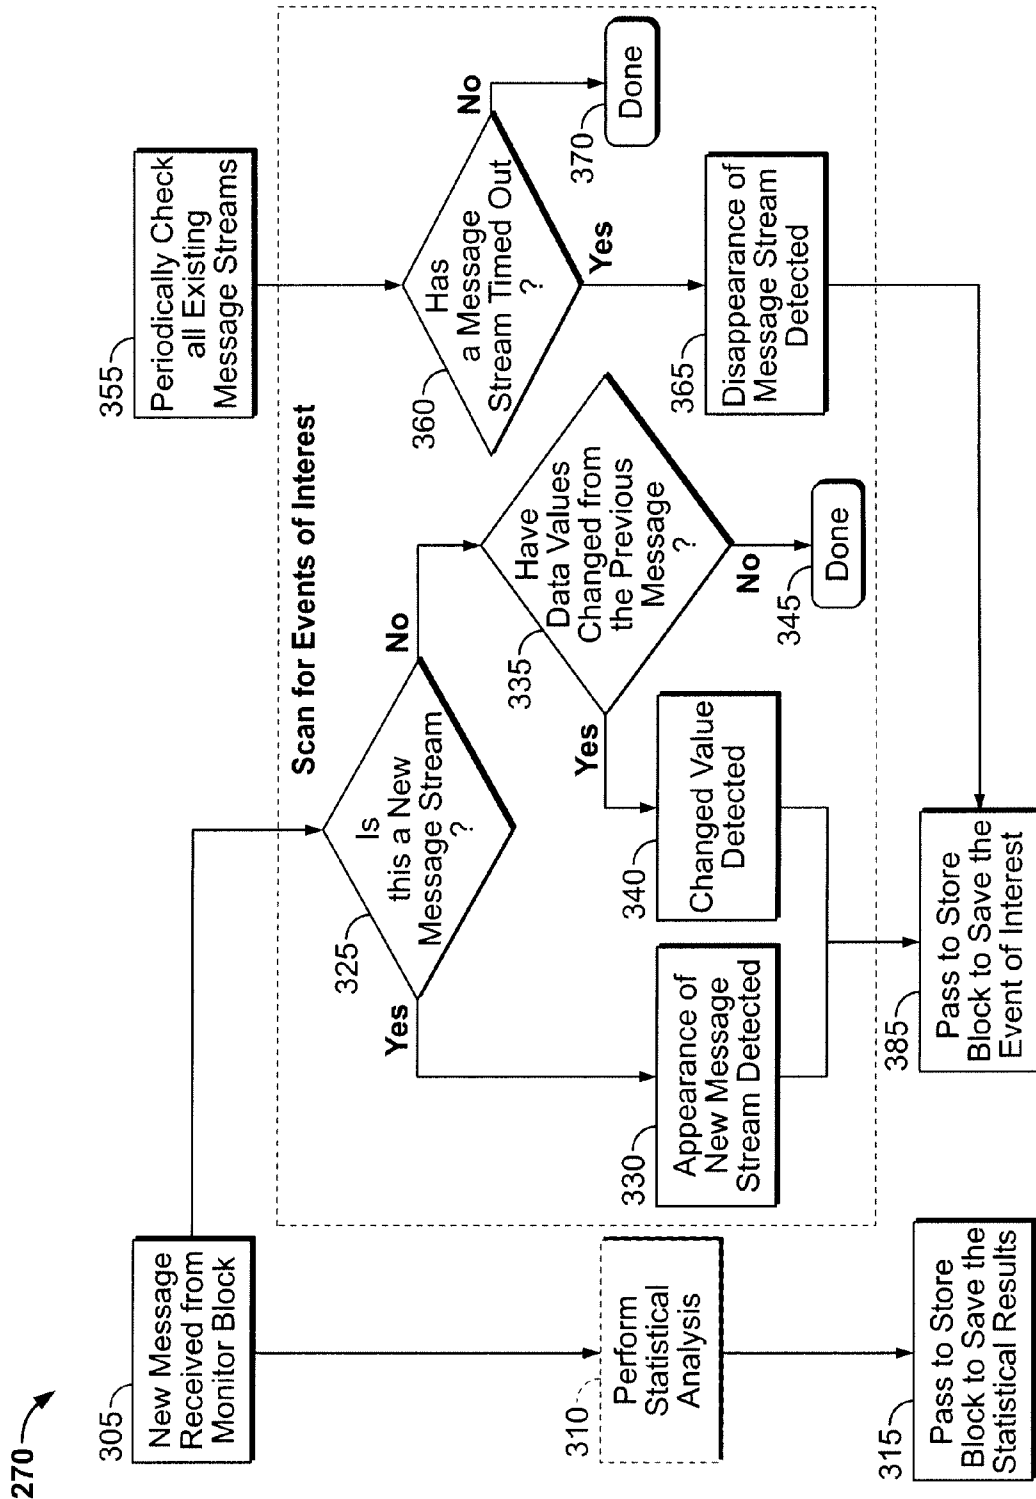 270
305
New Message
Received from
Monitor Block
310
Perform
Statistical
Analysis
315
Pass to Store
Block to Save the
Statistical Results
Scan for Events of Interest
325
Is
this a New
Message Stream
?
Yes
No
330
Appearance of
New Message
Stream Detected
335
Have
Data Values
Changed from
the Previous
Message
?
Yes
No
340
Changed Value
Detected
345
Done
355
Periodically Check
all Existing
Message Streams
360
Has
a Message
Stream Timed Out
?
No
Yes
370
Done
365
Disappearance of
Message Stream
Detected
385
Pass to Store
Block to Save the
Event of Interest